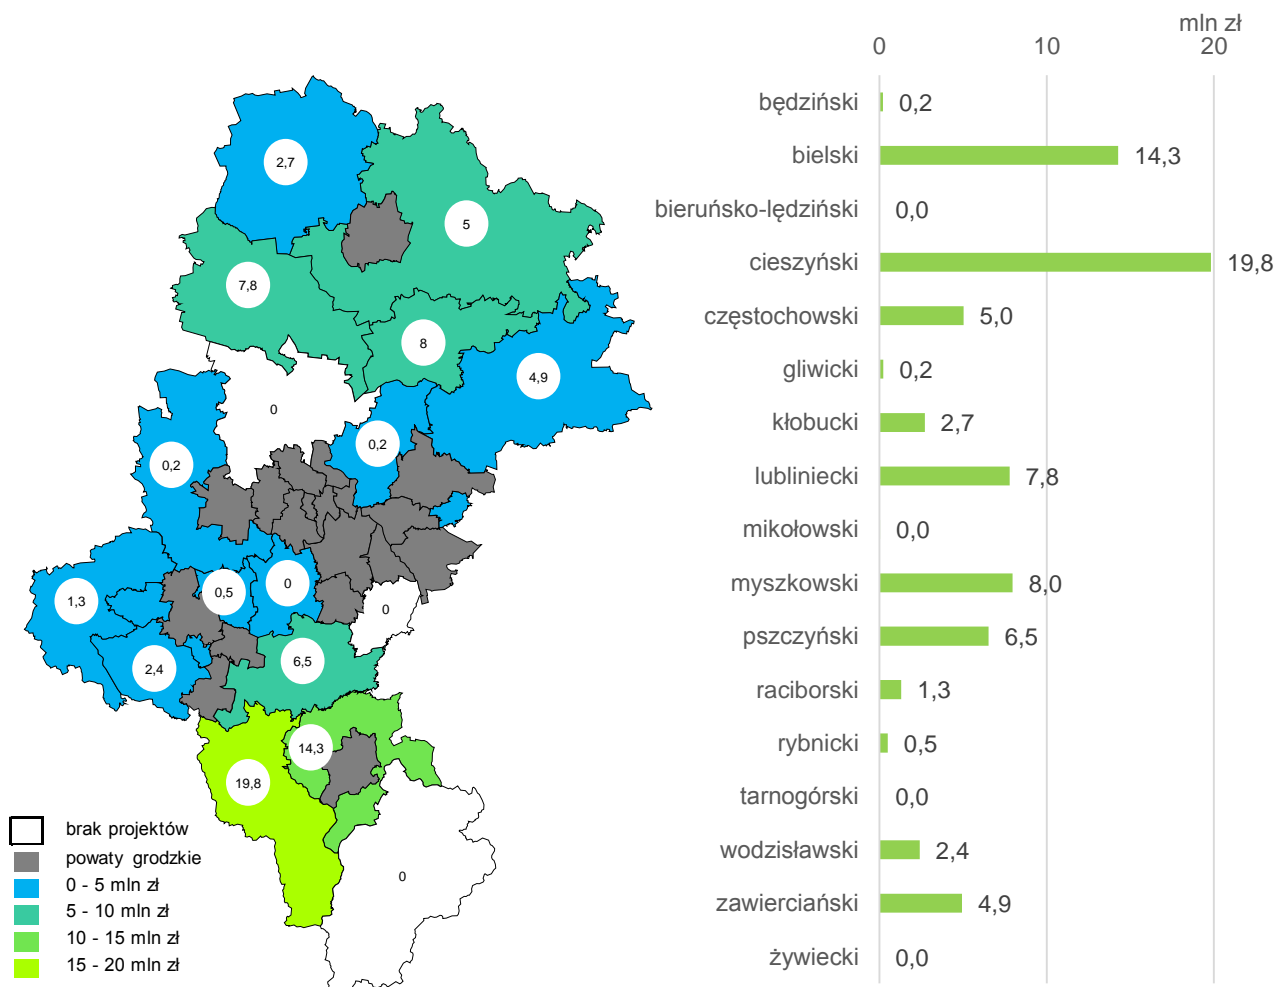 2,7
5
7,8
8
4,9
0
0,2
0,2
0
0,5
1,3
0
6,5
2,4
14,3
19,8
0
brak projektów
powaty grodzkie
0 - 5 mln zł
5 - 10 mln zł
10 - 15 mln zł
15 - 20 mln zł
mln zł
0 10 20
będziński 0,2
bielski 14,3
bieruńsko-lędziński 0,0
cieszyński 19,8
częstochowski 5,0
gliwicki 0,2
kłobucki 2,7
lubliniecki 7,8
mikołowski 0,0
myszkowski 8,0
pszczyński 6,5
raciborski 1,3
rybnicki 0,5
tarnogórski 0,0
wodzisławski 2,4
zawierciański 4,9
żywiecki 0,0